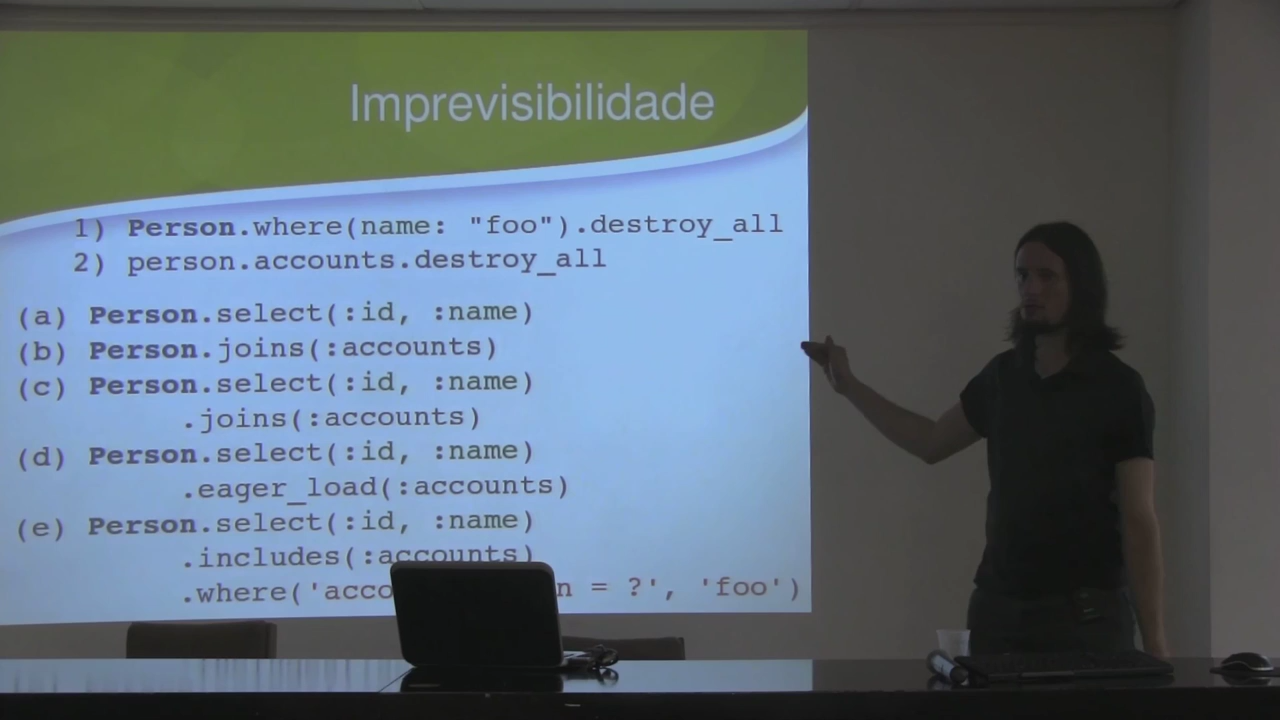 Imprevisibilidade
1) Person.where(name: "foo").destroy_all
2) person.accounts.destroy_all
(a) Person.select(:id, :name)
(b) Person.joins(:accounts)
(c) Person.select(:id, :name)
.joins(:accounts)
(d) Person.select(:id, :name)
.eager_load(:accounts)
(e) Person.select(:id, :name)
.includes(:accounts)
.where('acco n = ?', 'foo')